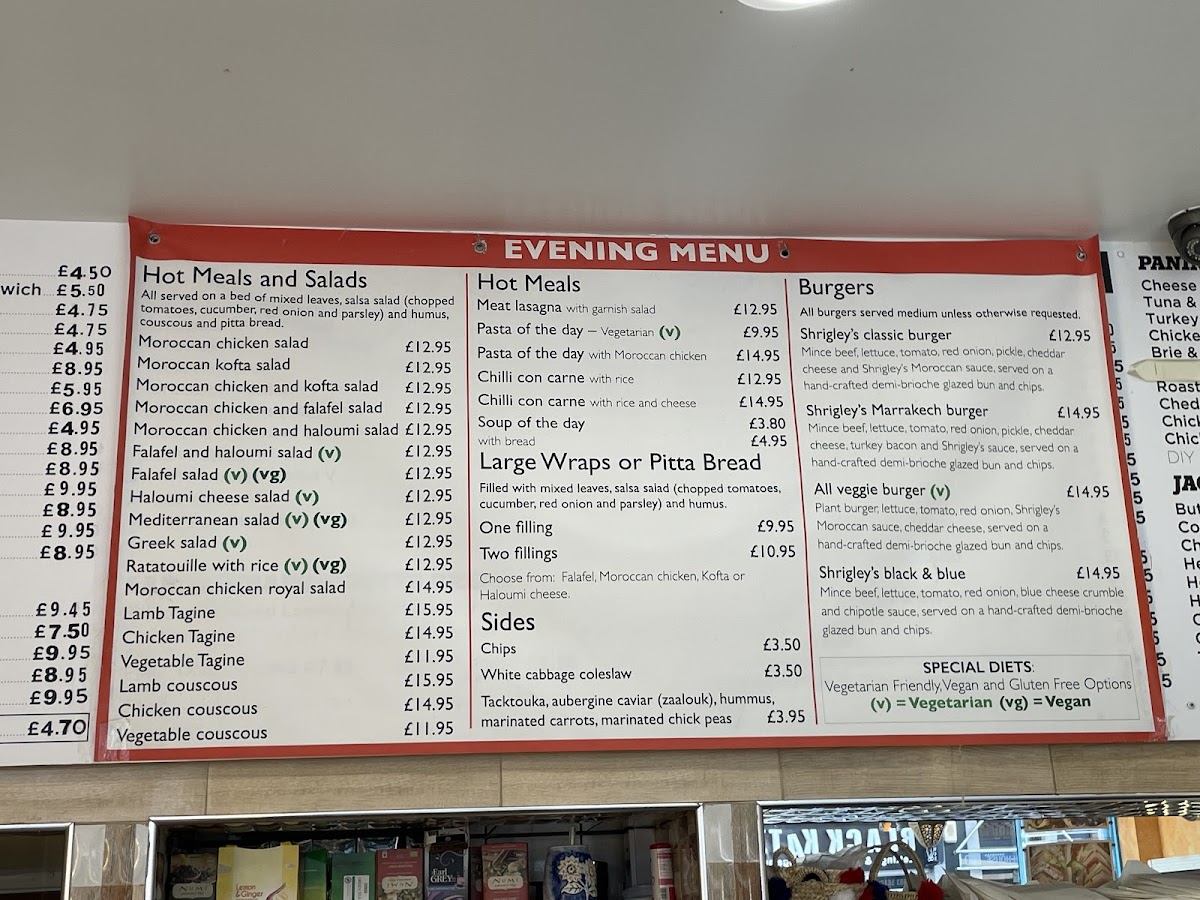 £4.50
wich £5.50
£4.75
£4.75
£4.95
£8.95
£5.95
£6.95
£4.95
£8.95
£8.95
£9.95
£8.95
£9.95
£8.95
£9.45
£7.50
£9.95
£8.95
£9.95
£4.70
EVENING MENU
Hot Meals and Salads
All served on a bed of mixed leaves, salsa salad (chopped
tomatoes, cucumber, red onion and parsley) and humus,
couscous and pitta bread.
Moroccan chicken salad £12.95
Moroccan kofta salad £12.95
Moroccan chicken and kofta salad £12.95
Moroccan chicken and falafel salad £12.95
Moroccan chicken and haloumi salad £12.95
Falafel and haloumi salad (v) £12.95
Falafel salad (v) (vg) £12.95
Haloumi cheese salad (v) £12.95
Mediterranean salad (v) (vg) £12.95
Greek salad (v) £12.95
Ratatouille with rice (v) (vg) £12.95
Moroccan chicken royal salad £14.95
Lamb Tagine £15.95
Chicken Tagine £14.95
Vegetable Tagine £11.95
Lamb couscous £15.95
Chicken couscous £14.95
Vegetable couscous £11.95
Hot Meals
Meat lasagna with garnish salad £12.95
Pasta of the day – Vegetarian (v) £9.95
Pasta of the day with Moroccan chicken £14.95
Chilli con carne with rice £12.95
Chilli con carne with rice and cheese £14.95
Soup of the day £3.80
with bread £4.95
Large Wraps or Pitta Bread
Filled with mixed leaves, salsa salad (chopped tomatoes,
cucumber, red onion and parsley) and humus.
One filling £9.95
Two fillings £10.95
Choose from: Falafel, Moroccan chicken, Kofta or
Haloumi cheese.
Sides
Chips £3.50
White cabbage coleslaw £3.50
Tacktouka, aubergine caviar (zaalouk), hummus,
marinated carrots, marinated chick peas £3.95
Burgers
All burgers served medium unless otherwise requested.
Shrigley's classic burger £12.95
Mince beef, lettuce, tomato, red onion, pickle, cheddar
cheese and Shrigley's Moroccan sauce, served on a
hand-crafted demi-brioche glazed bun and chips.
Shrigley's Marrakech burger £14.95
Mince beef, lettuce, tomato, red onion, pickle, cheddar
cheese, turkey bacon and Shrigley's sauce, served on a
hand-crafted demi-brioche glazed bun and chips.
All veggie burger (v) £14.95
Plant burger, lettuce, tomato, red onion, Shrigley's
Moroccan sauce, cheddar cheese, served on a
hand-crafted demi-brioche glazed bun and chips.
Shrigley's black & blue £14.95
Mince beef, lettuce, tomato, red onion, blue cheese crumble
and chipotle sauce, served on a hand-crafted demi-brioche
glazed bun and chips.
SPECIAL DIETS:
Vegetarian Friendly, Vegan and Gluten Free Options
(v) = Vegetarian (vg) = Vegan
PANI
Cheese
Tuna &
Turkey
Chicke
Brie &
Roast
Ched
Chick
Chic
DIY
JA
But
Co
Ch
He
H
H
NUMI
Lemon
& Ginger
Earl
GREY
NUMI
BLACK KAT